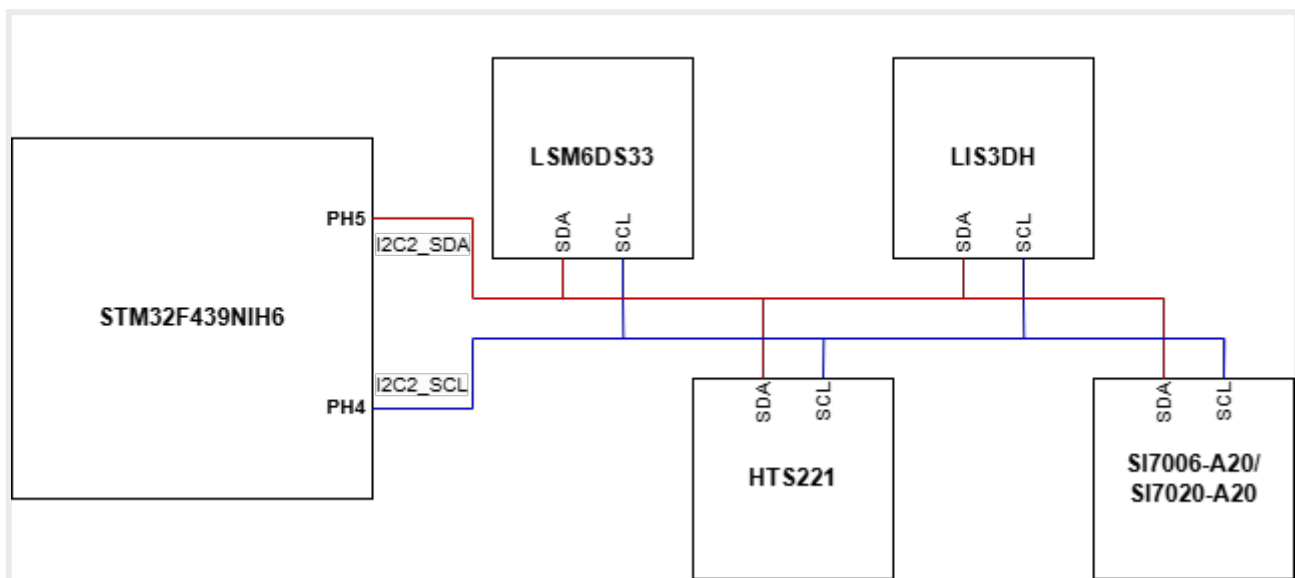 LSM6DS33
LIS3DH
SDA
SCL
SDA
SCL
PH5
I2C2_SDA
STM32F439NIH6
I2C2_SCL
PH4
SDA
SCL
SDA
SCL
HTS221
SI7006-A20/
SI7020-A20